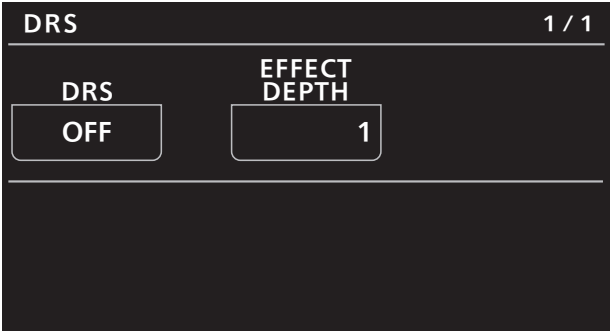 DRS 1 / 1
DRS
EFFECT
DEPTH
OFF
1